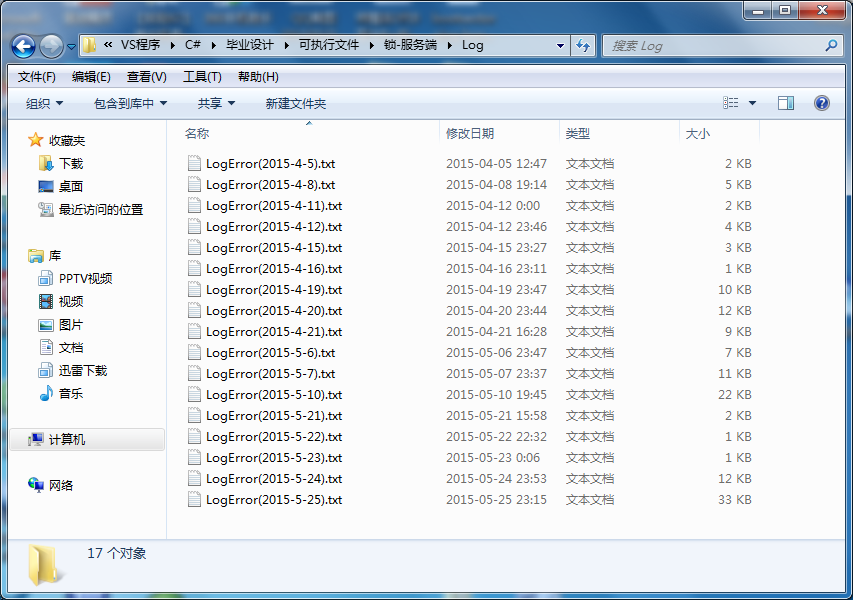 « VS程序 ▸ C# ▸ 毕业设计 ▸ 可执行文件 ▸ 锁-服务端 ▸ Log
搜索 Log
文件(F) 编辑(E) 查看(V) 工具(T) 帮助(H)
组织 包含到库中 共享 新建文件夹
收藏夹
下载
桌面
最近访问的位置
库
PPTV视频
视频
图片
文档
迅雷下载
音乐
计算机
网络
名称 修改日期 类型 大小
LogError(2015-4-5).txt 2015-04-05 12:47 文本文档 2 KB
LogError(2015-4-8).txt 2015-04-08 19:14 文本文档 5 KB
LogError(2015-4-11).txt 2015-04-12 0:00 文本文档 2 KB
LogError(2015-4-12).txt 2015-04-12 23:46 文本文档 4 KB
LogError(2015-4-15).txt 2015-04-15 23:27 文本文档 3 KB
LogError(2015-4-16).txt 2015-04-16 23:11 文本文档 1 KB
LogError(2015-4-19).txt 2015-04-19 23:47 文本文档 10 KB
LogError(2015-4-20).txt 2015-04-20 23:44 文本文档 12 KB
LogError(2015-4-21).txt 2015-04-21 16:28 文本文档 9 KB
LogError(2015-5-6).txt 2015-05-06 23:47 文本文档 7 KB
LogError(2015-5-7).txt 2015-05-07 23:37 文本文档 11 KB
LogError(2015-5-10).txt 2015-05-10 19:45 文本文档 22 KB
LogError(2015-5-21).txt 2015-05-21 15:58 文本文档 2 KB
LogError(2015-5-22).txt 2015-05-22 22:32 文本文档 1 KB
LogError(2015-5-23).txt 2015-05-23 0:06 文本文档 1 KB
LogError(2015-5-24).txt 2015-05-24 23:53 文本文档 12 KB
LogError(2015-5-25).txt 2015-05-25 23:15 文本文档 33 KB
17 个对象